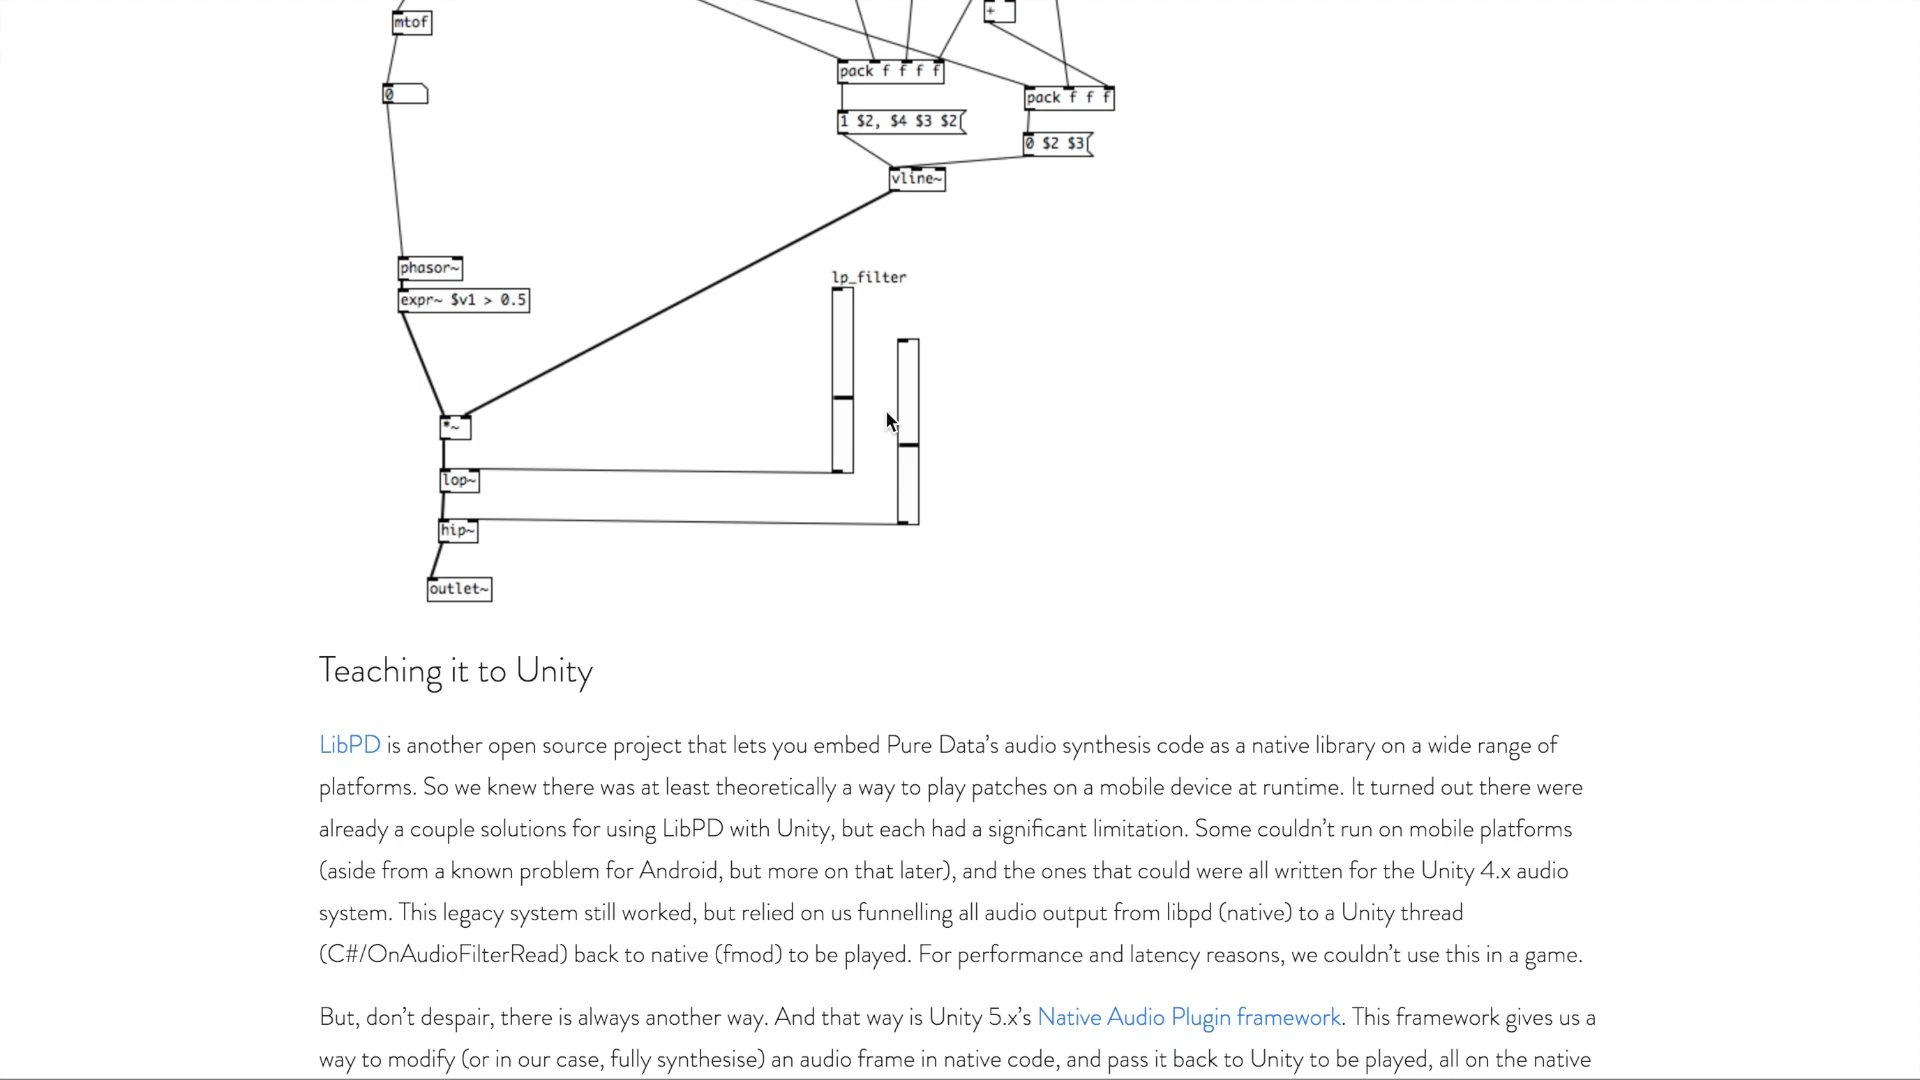 mtof
+
0
pack f f f f
pack f f f
1 $2, $4 $3 $2
0 $2 $3
vline~
phasor~
expr~ $v1 > 0.5
lp_filter
*~
lop~
hip~
outlet~
Teaching it to Unity
LibPD is another open source project that lets you embed Pure Data’s audio synthesis code as a native library on a wide range of
platforms. So we knew there was at least theoretically a way to play patches on a mobile device at runtime. It turned out there were
already a couple solutions for using LibPD with Unity, but each had a significant limitation. Some couldn’t run on mobile platforms
(aside from a known problem for Android, but more on that later), and the ones that could were all written for the Unity 4.x audio
system. This legacy system still worked, but relied on us funnelling all audio output from libpd (native) to a Unity thread
(C#/OnAudioFilterRead) back to native (fmod) to be played. For performance and latency reasons, we couldn’t use this in a game.
But, don’t despair, there is always another way. And that way is Unity 5.x’s Native Audio Plugin framework. This framework gives us a
way to modify (or in our case, fully synthesise) an audio frame in native code, and pass it back to Unity to be played, all on the native